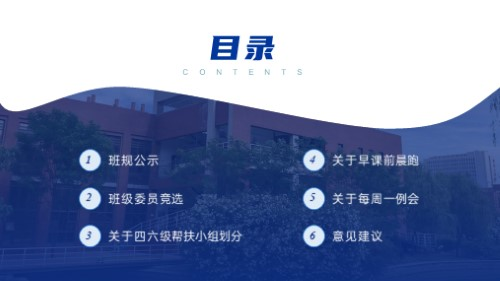 目录
CONTENTS
1 班规公示
2 班级委员竞选
3 关于四六级帮扶小组划分
4 关于早课前晨跑
5 关于每周一例会
6 意见建议